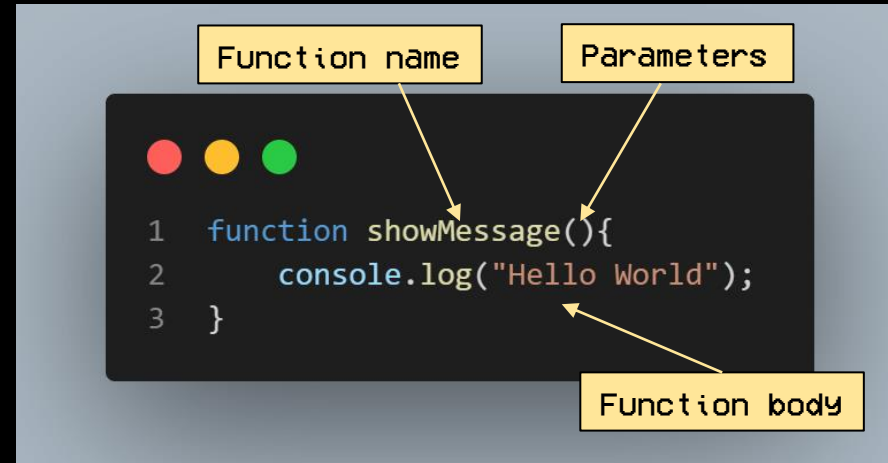 Function name
Parameters
1 function showMessage(){
2     console.log("Hello World");
3 }
Function body